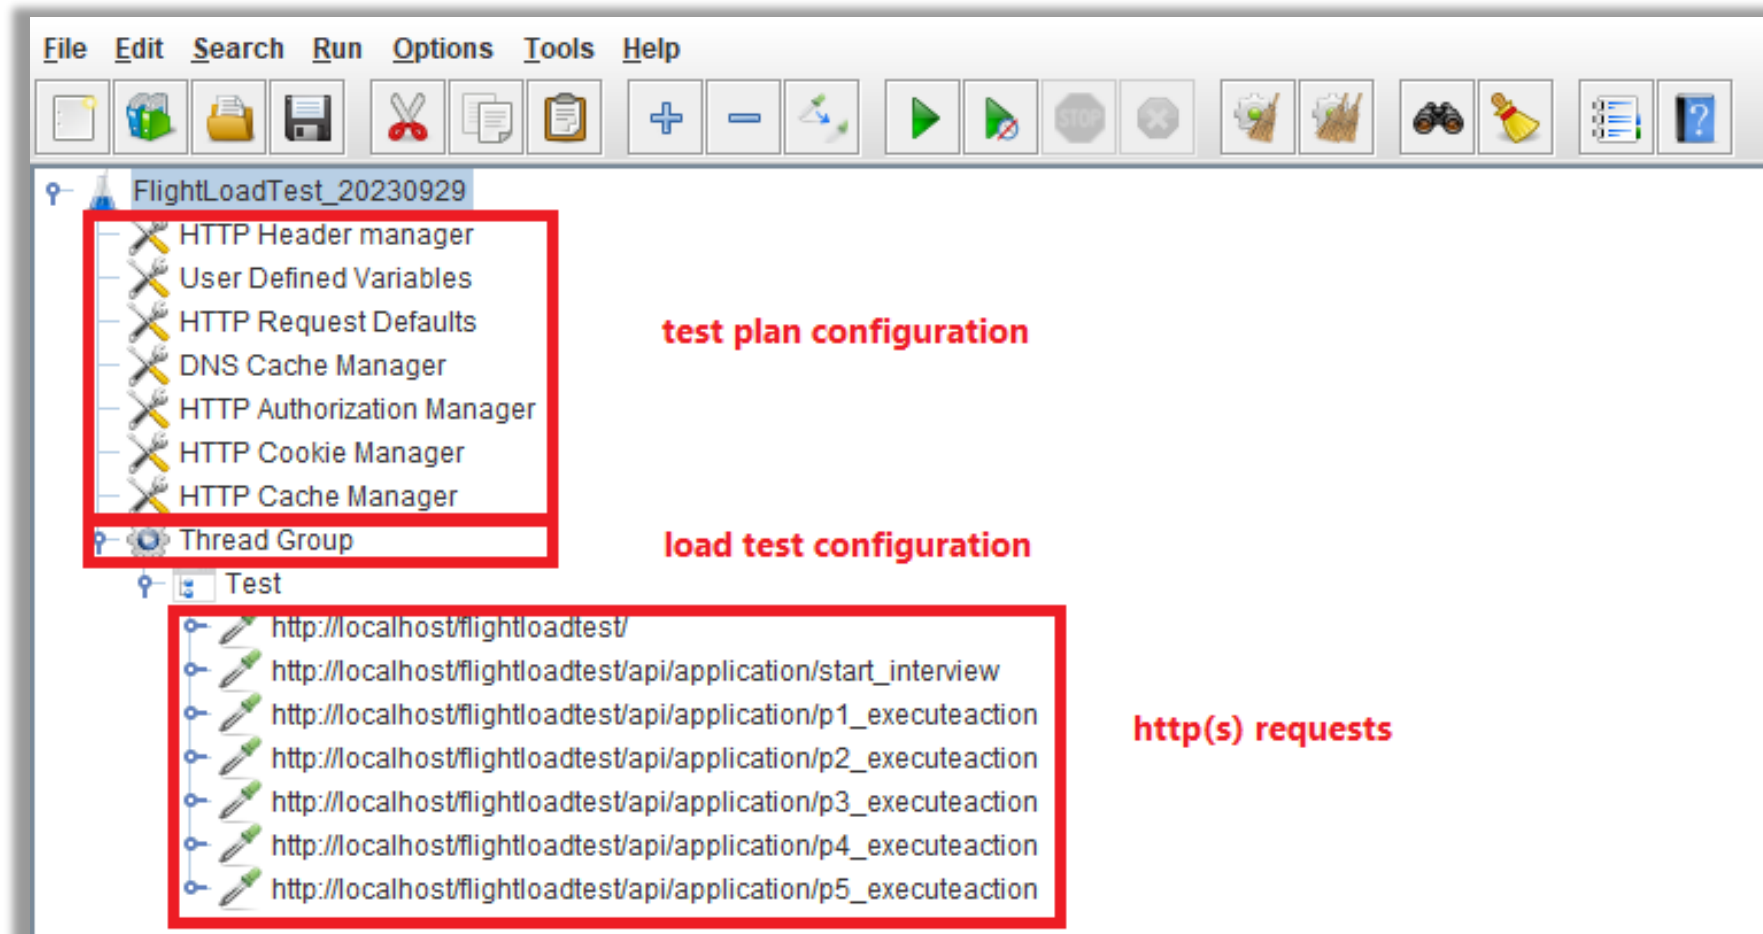 File Edit Search Run Options Tools Help
STOP
?
FlightLoadTest_20230929
HTTP Header manager
User Defined Variables
HTTP Request Defaults
test plan configuration
DNS Cache Manager
HTTP Authorization Manager
HTTP Cookie Manager
HTTP Cache Manager
Thread Group
load test configuration
Test
http://localhost/flightloadtest/
http://localhost/flightloadtest/api/application/start_interview
http://localhost/flightloadtest/api/application/p1_executeaction
http(s) requests
http://localhost/flightloadtest/api/application/p2_executeaction
http://localhost/flightloadtest/api/application/p3_executeaction
http://localhost/flightloadtest/api/application/p4_executeaction
http://localhost/flightloadtest/api/application/p5_executeaction